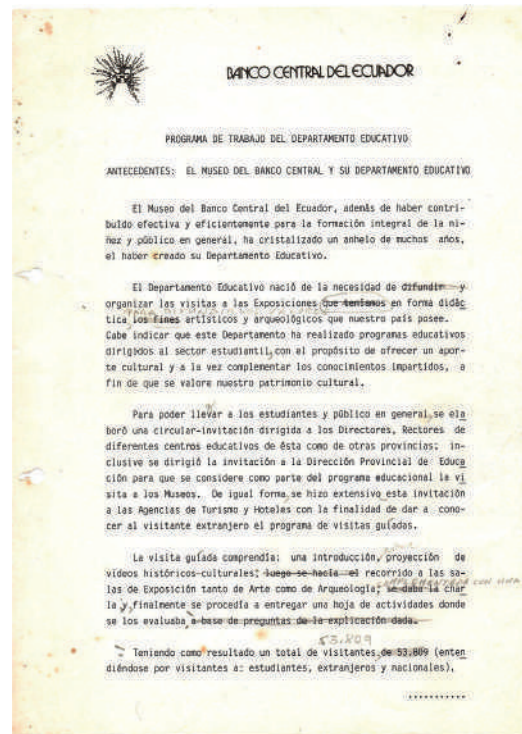 BANCO CENTRAL DEL ECUADOR
PROGRAMA DE TRABAJO DEL DEPARTAMENTO EDUCATIVO
ANTECEDENTES: EL MUSEO DEL BANCO CENTRAL Y SU DEPARTAMENTO EDUCATIVO
El Museo del Banco Central del Ecuador, además de haber contri-
buído efectiva y eficientemente para la formación integral de la ni-
ñez y público en general, ha cristalizado un anhelo de muchos años,
el haber creado su Departamento Educativo.
El Departamento Educativo nació de la necesidad de difundir y
organizar las visitas a las Exposiciones que teníamos en forma didác
tica los fines artísticos y arqueológicos que nuestro país posee.
Cabe indicar que este Departamento ha realizado programas educativos
dirigidos al sector estudiantil, con el propósito de ofrecer un apor-
te cultural y a la vez complementar los conocimientos impartidos, a
fin de que se valore nuestro patrimonio cultural.
Para poder llevar a los estudiantes y público en general, se ela
boró una circular-invitación dirigida a los Directores, Rectores de
diferentes centros educativos de ésta como de otras provincias; in-
clusive se dirigió la invitación a la Dirección Provincial de Educa
ción para que se considere como parte del programa educacional la vi
sita a los Museos. De igual forma, se hizo extensivo esta invitación
a las Agencias de Turismo y Hoteles con la finalidad de dar a cono-
cer al visitante extranjero el programa de visitas guiadas.
La visita guiada comprendía: una introducción, proyección de
videos históricos-culturales; luego se hacía el recorrido a las sa-
COMPLEMENTADA CON UNA
las de Exposición tanto de Arte como de Arqueología; se daba la char
la y, finalmente se procedía a entregar una hoja de actividades donde
se los evaluaba a base de preguntas de la explicación dada.
53.809
Teniendo como resultado un total de visitantes de 53.809 (enten
diéndose por visitantes a: estudiantes, extranjeros y nacionales),
...........